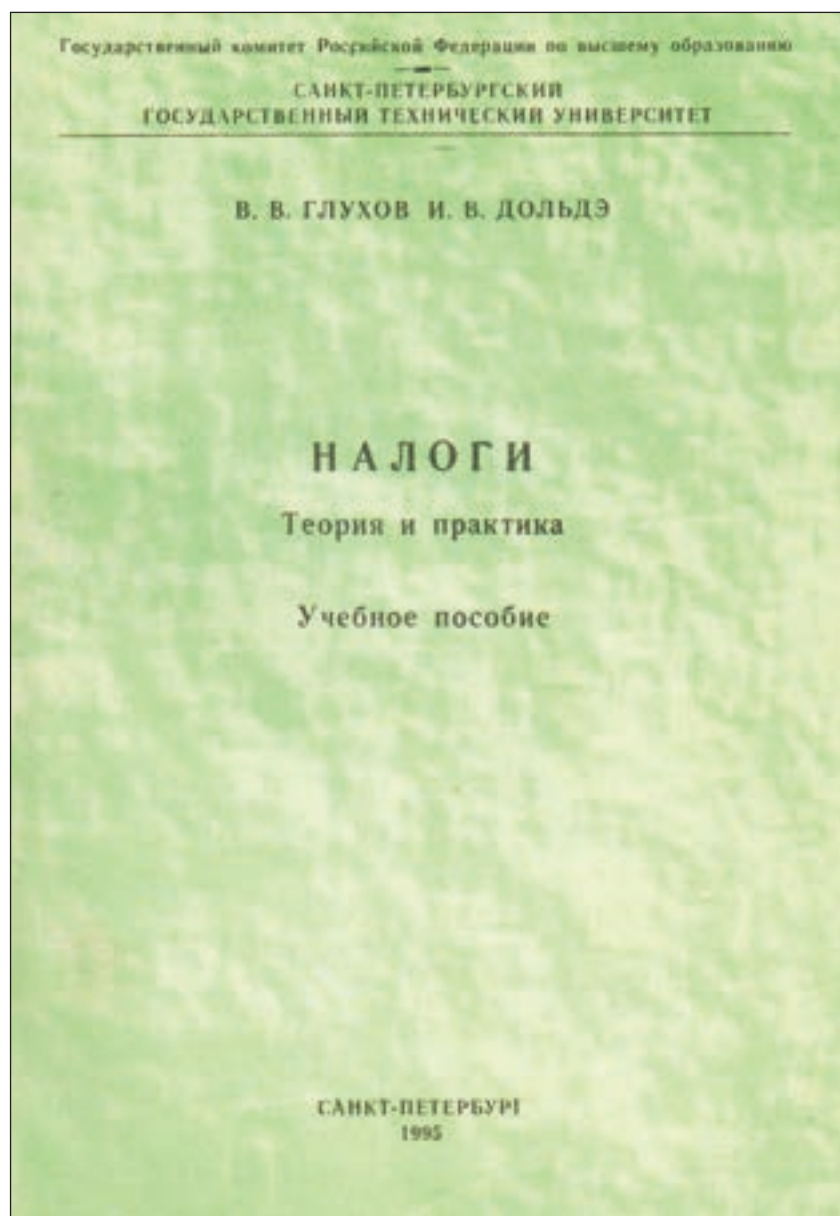 Государственный комитет Российской Федерации по высшему образованию
САНКТ-ПЕТЕРБУРГСКИЙ
ГОСУДАРСТВЕННЫЙ ТЕХНИЧЕСКИЙ УНИВЕРСИТЕТ
В. В. ГЛУХОВ И. В. ДОЛЬДЭ
НАЛОГИ
Теория и практика
Учебное пособие
САНКТ-ПЕТЕРБУРГ
1995